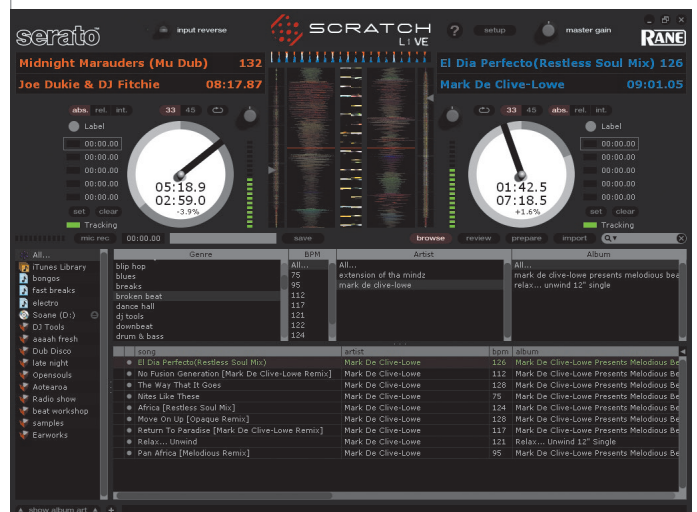 serato
input reverse
SCRATCH
LIVE
?
setup
master gain
RANE
Midnight Marauders (Mu Dub) 132
Joe Dukie & DJ Fitchie 08:17.87
El Dia Perfecto(Restless Soul Mix) 126
Mark De Clive-Lowe 09:01.05
abs. rel. int. 33 45
Label
00:00.00
00:00.00
00:00.00
00:00.00
00:00.00
set clear
Tracking
05:18.9
02:59.0
-3.9%
33 45 abs. rel. int.
Label
00:00.00
00:00.00
00:00.00
00:00.00
00:00.00
set clear
Tracking
01:42.5
07:18.5
+1.6%
mic rec 00:00.00 save browse review prepare import
All...
iTunes Library
bongos
fast breaks
electro
Soane (D:)
DJ Tools
aaaah fresh
Dub Disco
late night
Opensouls
Aotearoa
Radio show
beat workshop
samples
Earworks
Genre
blip hop
blues
breaks
broken beat
dance hall
dj tools
downbeat
drum & bass
BPM
All...
75
95
112
117
121
122
124
Artist
All...
extension of tha mindz
mark de clive-lowe
Album
All...
mark de clive-lowe presents melodious bea
relax... unwind 12" single
song artist bpm album
El Dia Perfecto(Restless Soul Mix) Mark De Clive-Lowe 126 Mark De Clive-Lowe Presents Melodious Be
No Fusion Generation [Mark De Clive-Lowe Remix] Mark De Clive-Lowe 112 Mark De Clive-Lowe Presents Melodious Be
The Way That It Goes Mark De Clive-Lowe 128 Mark De Clive-Lowe Presents Melodious Be
Nites Like These Mark De Clive-Lowe 75 Mark De Clive-Lowe Presents Melodious Be
Africa [Restless Soul Mix] Mark De Clive-Lowe 124 Mark De Clive-Lowe Presents Melodious Be
Move On Up [Opaque Remix] Mark De Clive-Lowe 128 Mark De Clive-Lowe Presents Melodious Be
Return To Paradise [Mark De Clive-Lowe Remix] Mark De Clive-Lowe 117 Mark De Clive-Lowe Presents Melodious Be
Relax... Unwind Mark De Clive-Lowe 121 Relax... Unwind 12" Single
Pan Africa [Melodious Remix] Mark De Clive-Lowe 95 Mark De Clive-Lowe Presents Melodious Be
show album art +